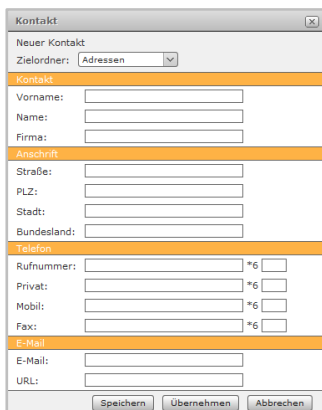 Kontakt
Neuer Kontakt
Zielordner: Adressen
Kontakt
Vorname:
Name:
Firma:
Anschrift
Straße:
PLZ:
Stadt:
Bundesland:
Telefon
Rufnummer: *6
Privat: *6
Mobil: *6
Fax: *6
E-Mail
E-Mail:
URL:
Speichern Übernehmen Abbrechen